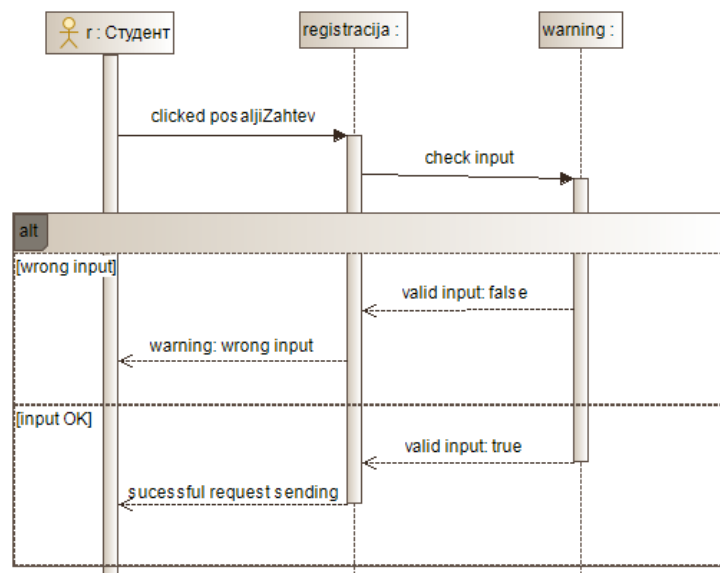 r : Студент
registracija :
warning :
clicked posaljiZahtev
check input
alt
[wrong input]
valid input: false
warning: wrong input
[input OK]
valid input: true
sucessful request sending